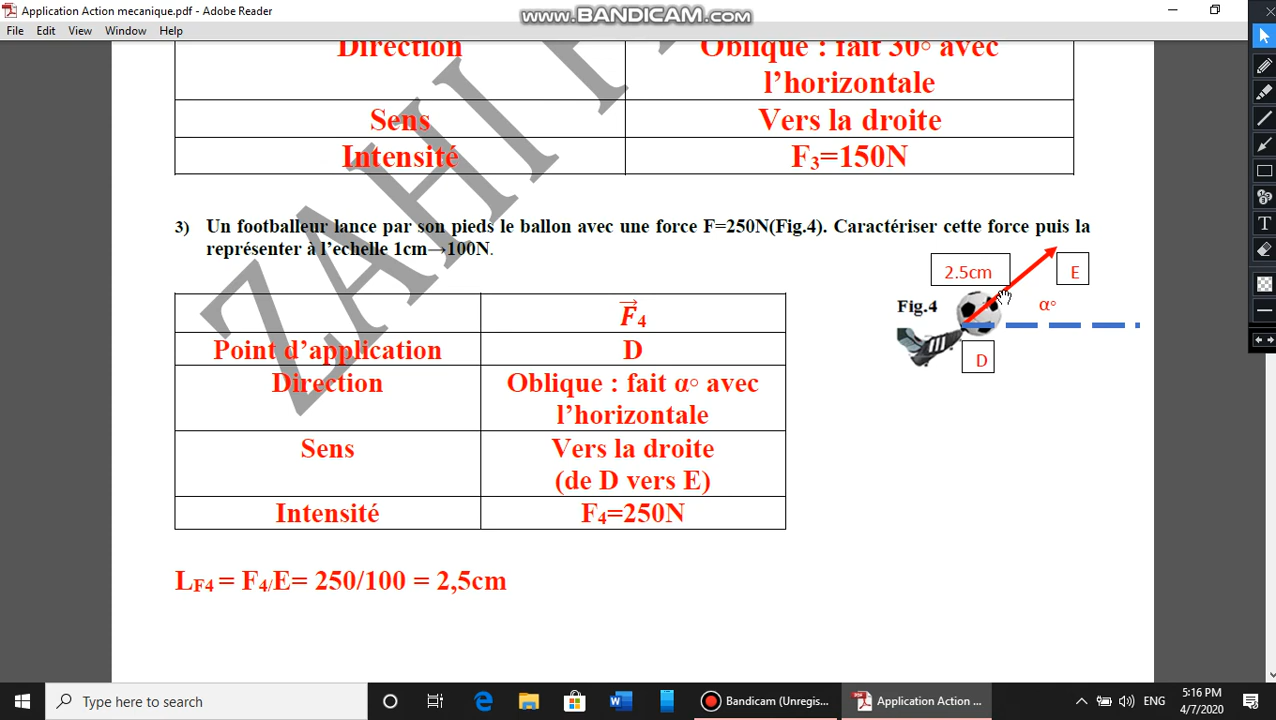 Application Action mecanique.pdf - Adobe Reader
www.BANDICAM.com
File Edit View Window Help
Direction
Oblique : fait 30° avec
l’horizontale
Sens
Vers la droite
Intensité
F3=150N
ZAHI F
3) Un footballeur lance par son pieds le ballon avec une force F=250N(Fig.4). Caractériser cette force puis la
représenter à l’echelle 1cm→100N.
2.5cm
E
Fig.4
α°
D
F4
Point d’application
D
Direction
Oblique : fait α° avec
l’horizontale
Sens
Vers la droite
(de D vers E)
Intensité
F4=250N
LF4 = F4/E= 250/100 = 2,5cm
Type here to search
Bandicam (Unregis...
Application Action ...
ENG
5:16 PM
4/7/2020